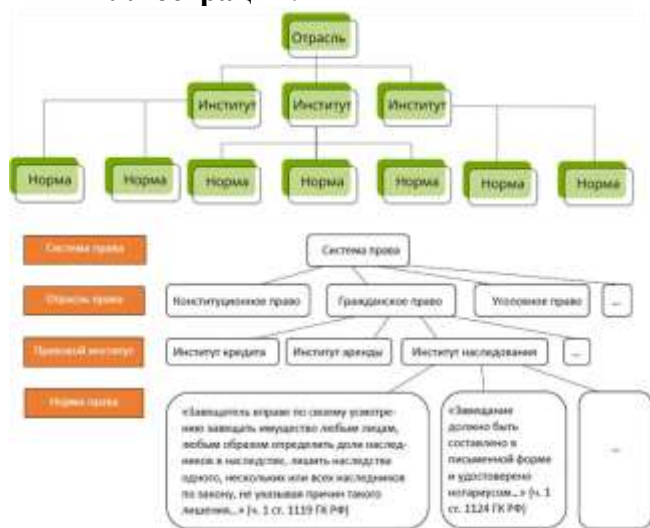 Отрасль
Институт Институт Институт
Норма Норма Норма Норма Норма Норма Норма
Система права Система права
Отрасль права Конституционное право Гражданское право Уголовное право ...
Правовой институт Институт кредита Институт аренды Институт наследования ...
Норма права
«Завещатель вправе по своему усмотре-
нию завещать имущество любым лицам,
любым образом определить доли наслед-
ников в наследстве, лишить наследства
одного, нескольких или всех наследников
по закону, не указывая причин такого
лишения...» (ч. 1 ст. 1119 ГК РФ)
«Завещание
должно быть
составлено в
письменной форме
и удостоверено
нотариусом...» (ч. 1
ст. 1124 ГК РФ)
...